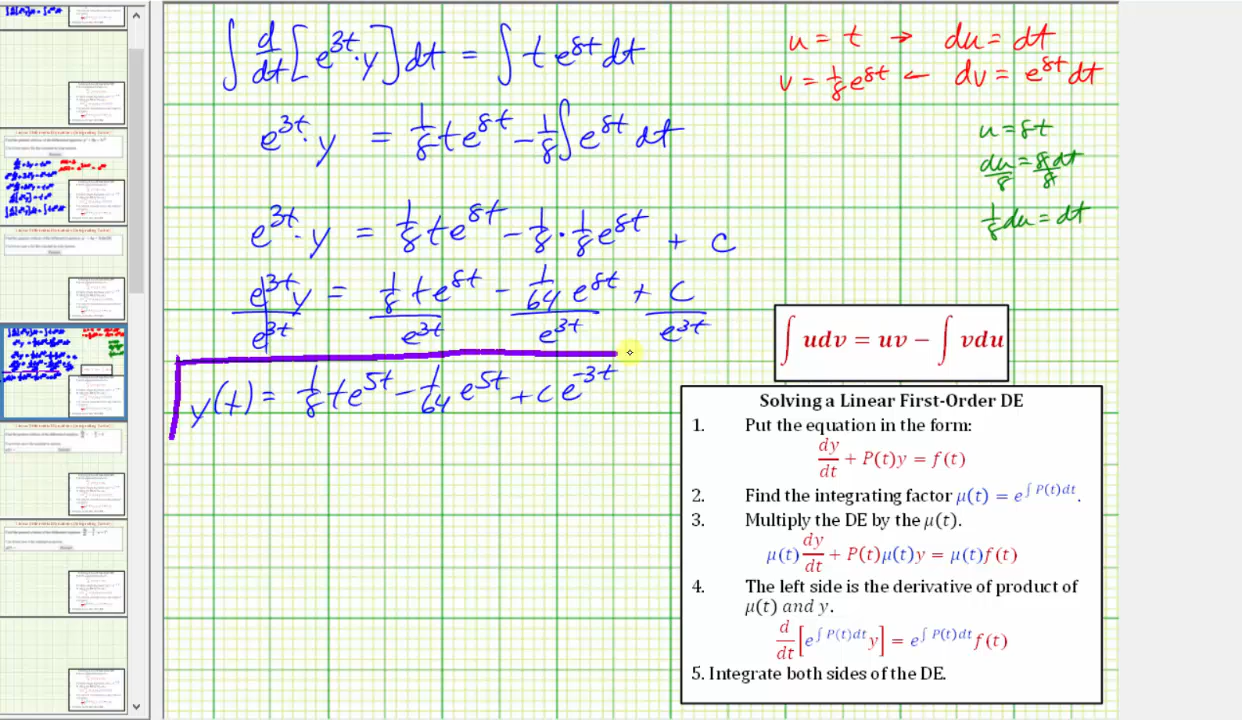 ∫ d/dt [e^{3t}·y] dt = ∫ t e^{8t} dt
e^{3t}·y = 1/8 t e^{8t} − 1/8 ∫ e^{8t} dt
e^{3t}·y = 1/8 t e^{8t} − 1/8 · 1/8 e^{8t} + c
e^{3t} y / e^{3t} = 1/8 t e^{8t} / e^{3t} − 1/64 e^{8t} / e^{3t} + c / e^{3t}
y(t) = 1/8 t e^{5t} − 1/64 e^{5t} + c e^{−3t}
u = t → du = dt
v = 1/8 e^{8t} ← dv = e^{8t} dt
u = 8t
du/8 = 8dt/8
1/8 du = dt
∫ udv = uv − ∫ vdu
Solving a Linear First-Order DE
1. Put the equation in the form:
dy/dt + P(t)y = f(t)
2. Find the integrating factor μ(t) = e^{∫ P(t)dt}.
3. Multiply the DE by the μ(t).
μ(t) dy/dt + P(t)μ(t)y = μ(t)f(t)
4. The left side is the derivative of product of
μ(t) and y.
d/dt [e^{∫ P(t)dt} y] = e^{∫ P(t)dt} f(t)
5. Integrate both sides of the DE.